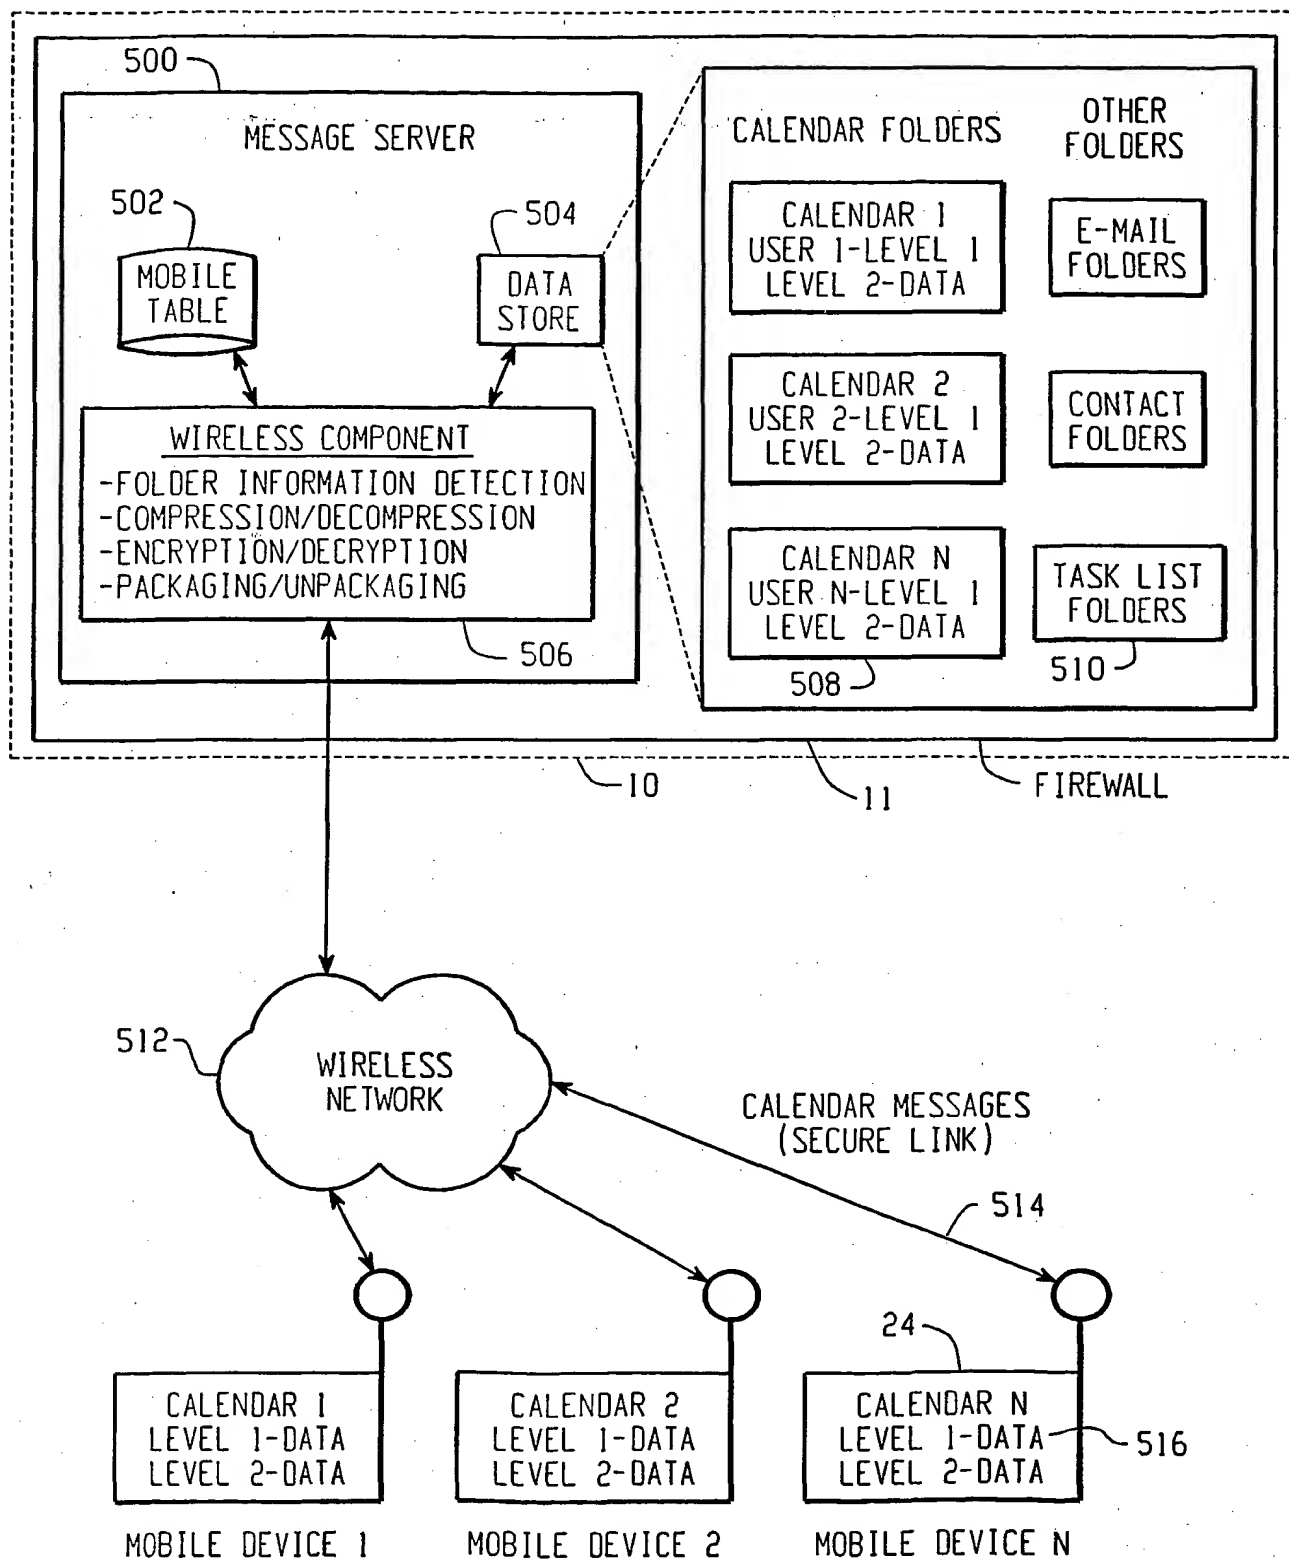 500
MESSAGE SERVER
502
504
MOBILE
TABLE
DATA
STORE
WIRELESS COMPONENT
-FOLDER INFORMATION DETECTION
-COMPRESSION/DECOMPRESSION
-ENCRYPTION/DECRYPTION
-PACKAGING/UNPACKAGING
506
CALENDAR FOLDERS
OTHER
FOLDERS
CALENDAR 1
USER 1-LEVEL 1
LEVEL 2-DATA
E-MAIL
FOLDERS
CALENDAR 2
USER 2-LEVEL 1
LEVEL 2-DATA
CONTACT
FOLDERS
CALENDAR N
USER N-LEVEL 1
LEVEL 2-DATA
TASK LIST
FOLDERS
508
510
10
11
FIREWALL
512
WIRELESS
NETWORK
CALENDAR MESSAGES
(SECURE LINK)
514
24
CALENDAR 1
LEVEL 1-DATA
LEVEL 2-DATA
CALENDAR 2
LEVEL 1-DATA
LEVEL 2-DATA
CALENDAR N
LEVEL 1-DATA
LEVEL 2-DATA
516
MOBILE DEVICE 1
MOBILE DEVICE 2
MOBILE DEVICE N